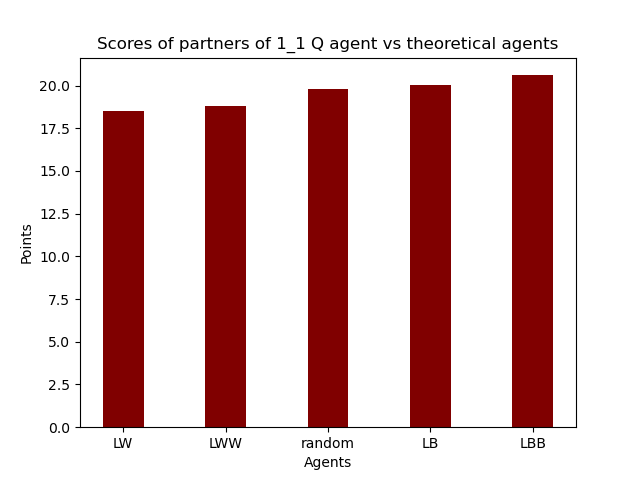 Scores of partners of 1_1 Q agent vs theoretical agents
20.0
17.5
15.0
12.5
10.0
7.5
5.0
2.5
0.0
Points
LW LWW random LB LBB
Agents